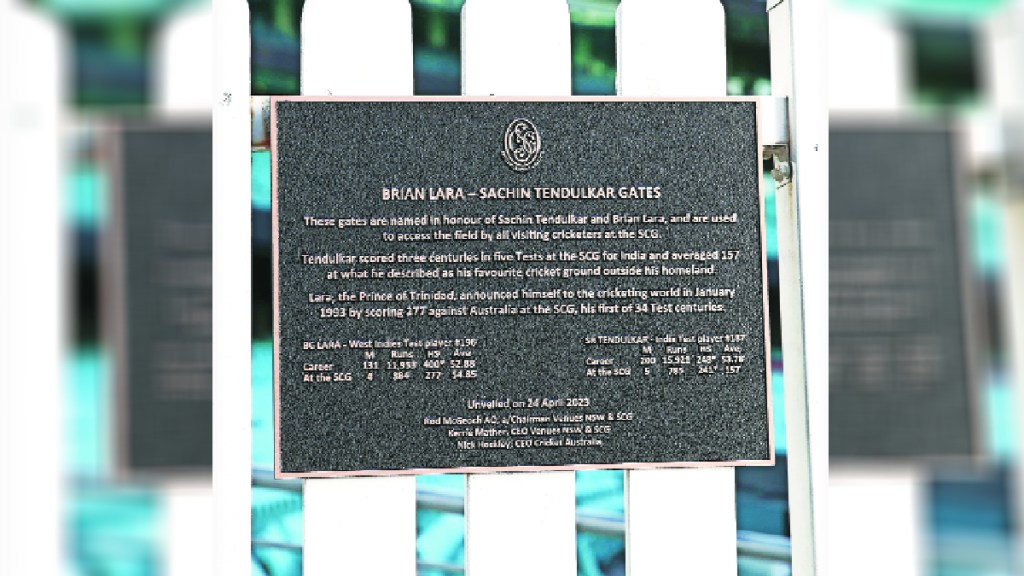 BRIAN LARA – SACHIN TENDULKAR GATES
These gates are named in honour of Sachin Tendulkar and Brian Lara, and are used
to access the field by all visiting cricketers at the SCG.
Tendulkar scored three centuries in five Tests at the SCG for India and averaged 157
at what he described as his favourite cricket ground outside his homeland.
Lara, the Prince of Trinidad, announced himself to the cricketing world in January
1993 by scoring 277 against Australia at the SCG, his first of 34 Test centuries.
BC LARA - West Indies Test player #196
M Runs HS Ave
Career 131 11,953 400* 52.88
At the SCG 4 384 277 54.85
SR TENDULKAR - India Test player #187
M Runs HS Ave
Career 200 15,921 248* 53.78
At the SCG 5 785 241* 157
Unveiled on 24 April 2023
Rod McGeoch AO, a/Chairman Venues NSW & SCG
Kerrie Mather, CEO Venues NSW & SCG
Nick Hockley, CEO Cricket Australia